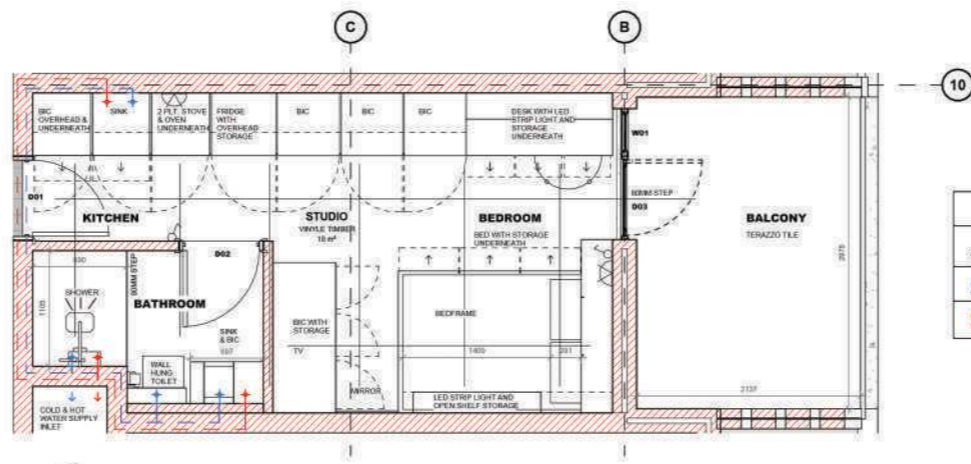 C
B
10
BIC
OVERHEAD &
UNDERNEATH
SINK
2 PLT. STOVE
& OVEN
UNDERNEATH
FRIDGE
WITH
OVERHEAD
STORAGE
BIC
BIC
BIC
DESK WITH LED
STRIP LIGHT AND
STORAGE
UNDERNEATH
W01
D01
KITCHEN
STUDIO
VINYLE TIMBER
BEDROOM
BED WITH STORAGE
UNDERNEATH
80MM STEP
D03
BALCONY
TERAZZO TILE
2875
D02
80MM STEP
SHOWER
1105
BATHROOM
SINK
& BIC
BIC WITH
STORAGE
TV
MIRROR
BEDFRAME
1400
WALL
HUNG
TOILET
LED STRIP LIGHT AND
OPEN SHELF STORAGE
2137
COLD & HOT
WATER SUPPLY
INLET